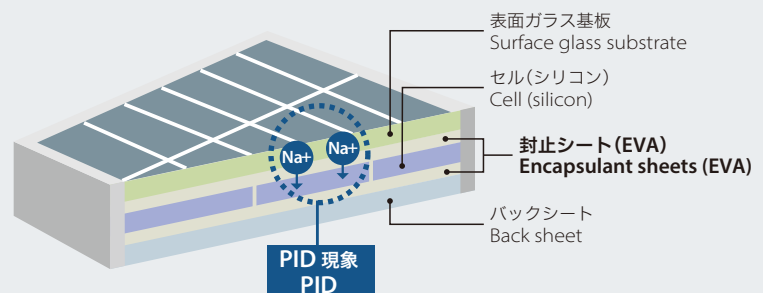 表面ガラス基板
Surface glass substrate
セル(シリコン)
Cell (silicon)
封止シート(EVA)
Encapsulant sheets (EVA)
バックシート
Back sheet
Na+
Na+
PID 現象
PID